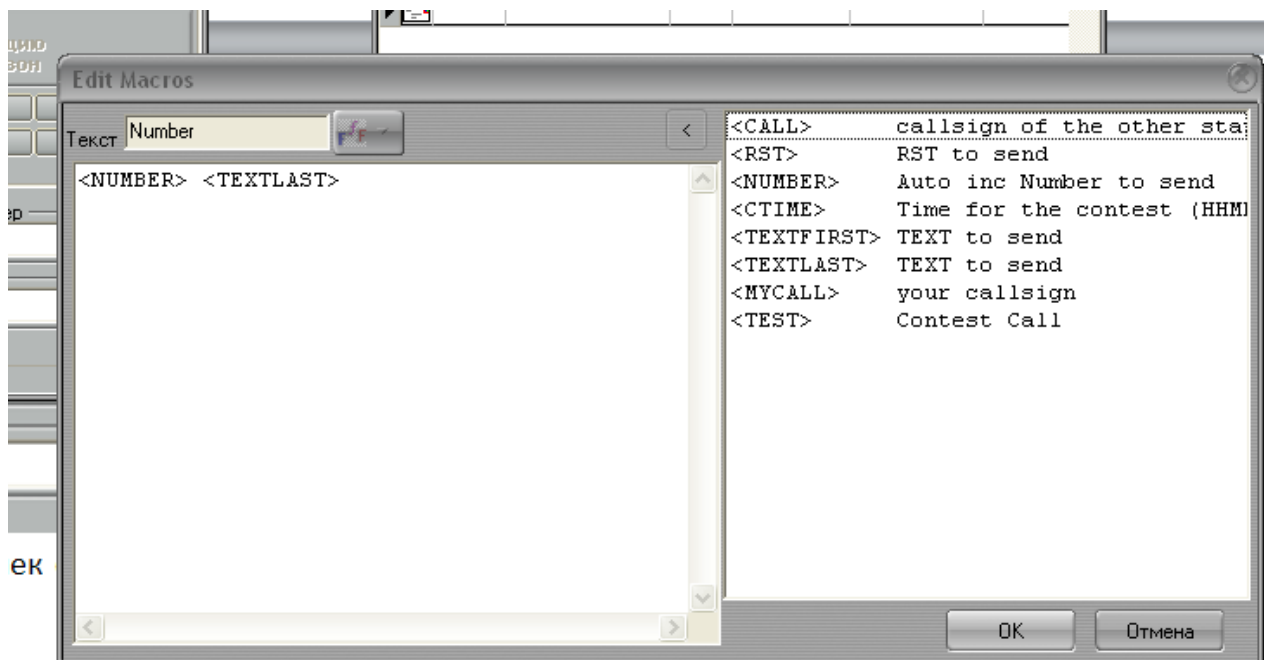 Edit Macros
Текст Number
<
<NUMBER> <TEXTLAST>
<CALL> callsign of the other sta
<RST> RST to send
<NUMBER> Auto inc Number to send
<CTIME> Time for the contest (HHM
<TEXTFIRST> TEXT to send
<TEXTLAST> TEXT to send
<MYCALL> your callsign
<TEST> Contest Call
ек
OK Отмена